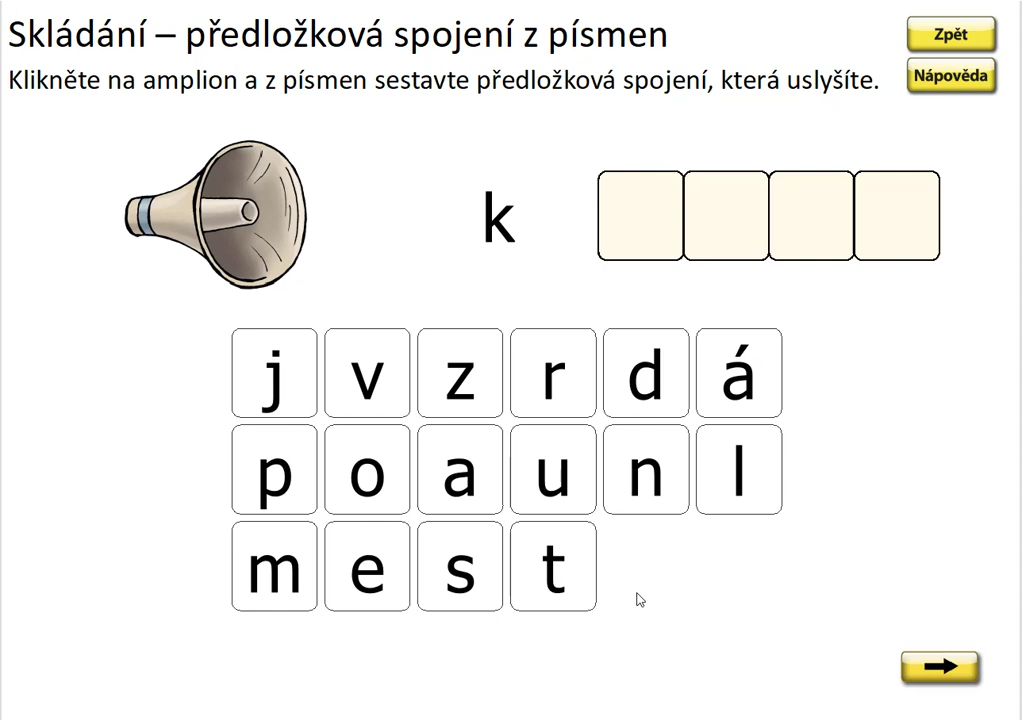 Skládání – předložková spojení z písmen
Zpět
Klikněte na amplion a z písmen sestavte předložková spojení, která uslyšíte.
Nápověda
k
j v z r d á
p o a u n l
m e s t